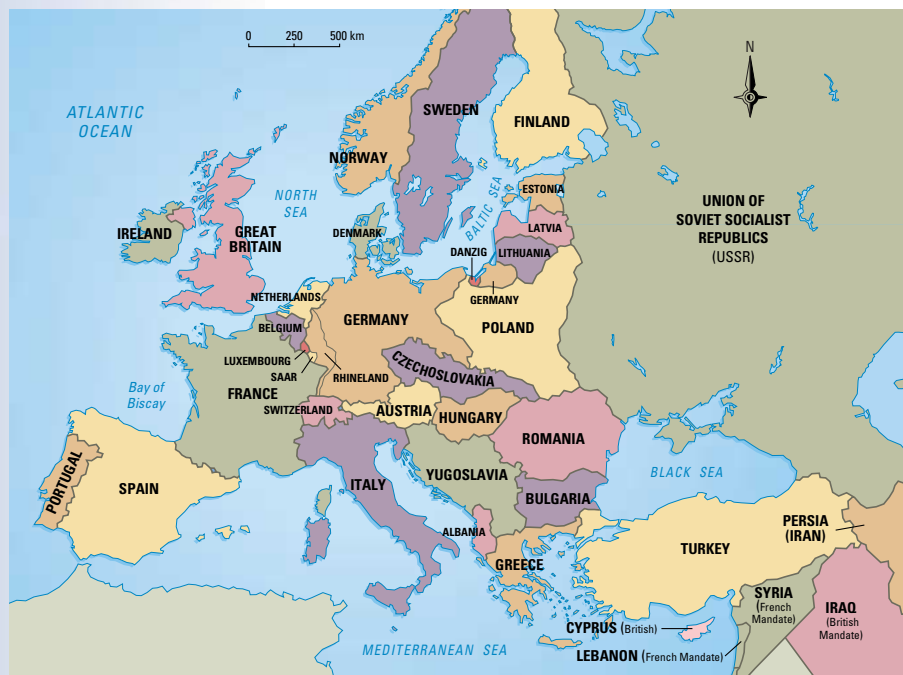 0 250 500 km
N
ATLANTIC
OCEAN
SWEDEN
FINLAND
NORWAY
NORTH
SEA
BALTIC SEA
ESTONIA
UNION OF
SOVIET SOCIALIST
REPUBLICS
(USSR)
IRELAND
GREAT
BRITAIN
DENMARK
LATVIA
DANZIG
LITHUANIA
NETHERLANDS
GERMANY
GERMANY
POLAND
BELGIUM
LUXEMBOURG
SAAR
RHINELAND
CZECHOSLOVAKIA
Bay of
Biscay
FRANCE
SWITZERLAND
AUSTRIA
HUNGARY
ROMANIA
PORTUGAL
SPAIN
ITALY
YUGOSLAVIA
BLACK SEA
BULGARIA
ALBANIA
PERSIA
(IRAN)
TURKEY
GREECE
SYRIA
(French
Mandate)
IRAQ
(British
Mandate)
CYPRUS (British)
MEDITERRANEAN SEA
LEBANON (French Mandate)